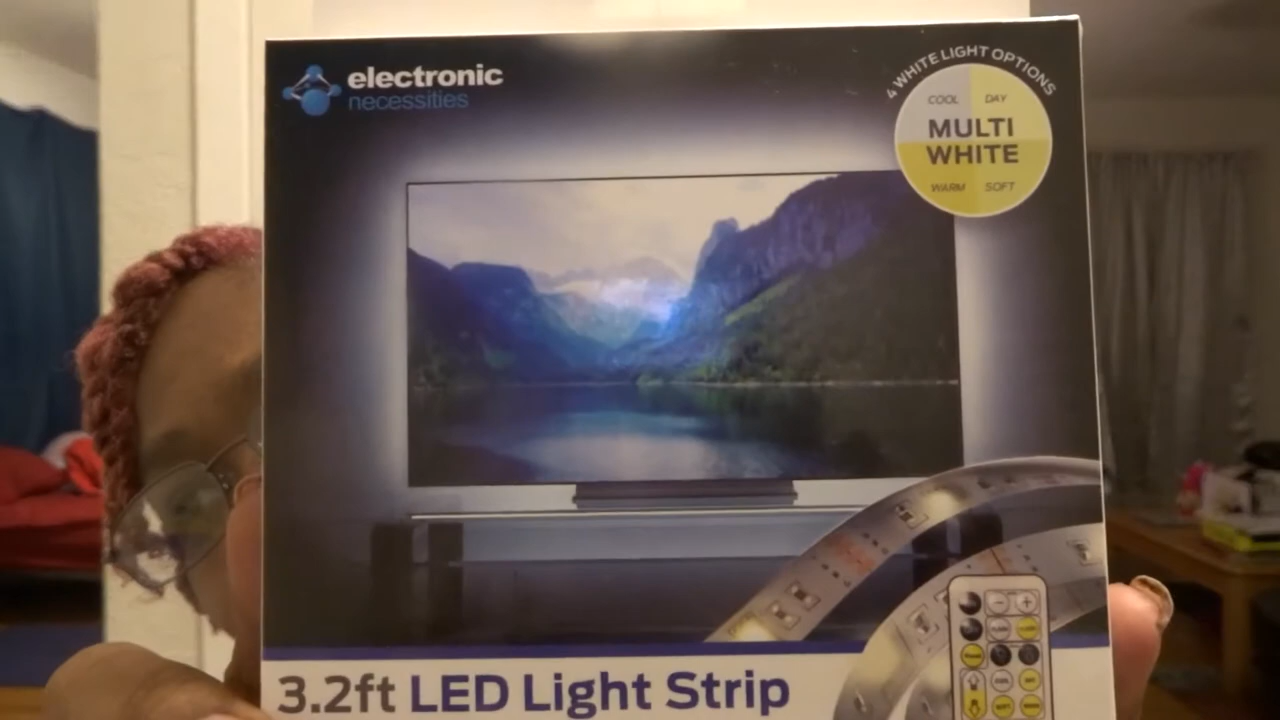 electronic
necessities
4 WHITE LIGHT OPTIONS
COOL DAY
MULTI
WHITE
WARM SOFT
3.2ft LED Light Strip